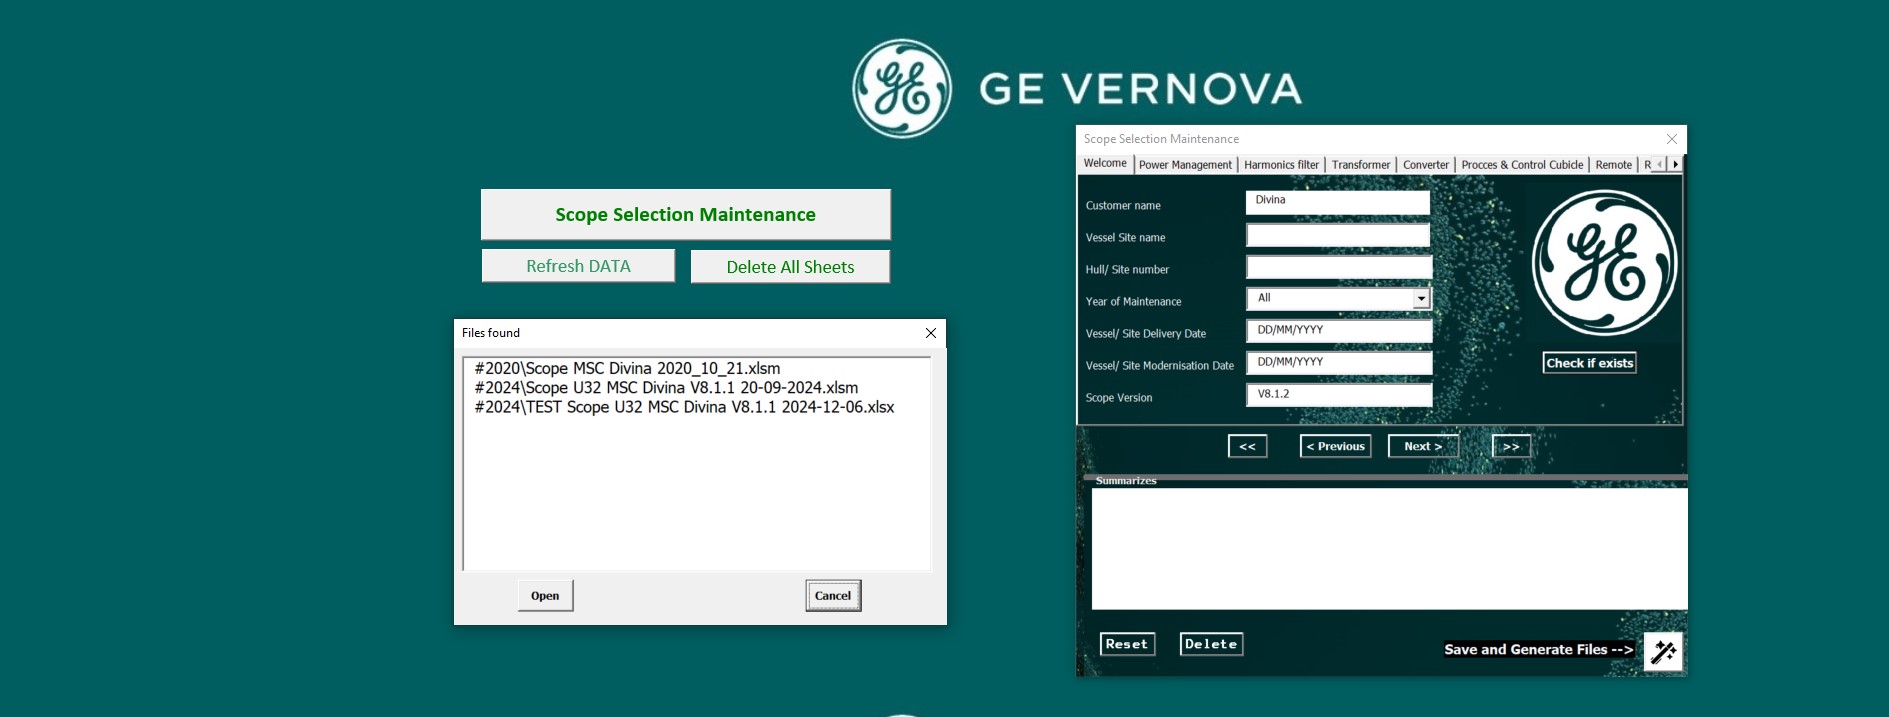 GE VERNOVA
Scope Selection Maintenance
Refresh DATA
Delete All Sheets
Files found
#2020\Scope MSC Divina 2020_10_21.xlsm
#2024\Scope U32 MSC Divina V8.1.1 20-09-2024.xlsm
#2024\TEST Scope U32 MSC Divina V8.1.1 2024-12-06.xlsx
Open
Cancel
Scope Selection Maintenance
Welcome Power Management Harmonics filter Transformer Converter Procces & Control Cubicle Remote R
Customer name Divina
Vessel Site name
Hull/ Site number
Year of Maintenance All
Vessel/ Site Delivery Date DD/MM/YYYY
Vessel/ Site Modernisation Date DD/MM/YYYY
Scope Version V8.1.2
GE
Check if exists
<< < Previous Next > >>
Summarizes
Reset Delete Save and Generate Files -->